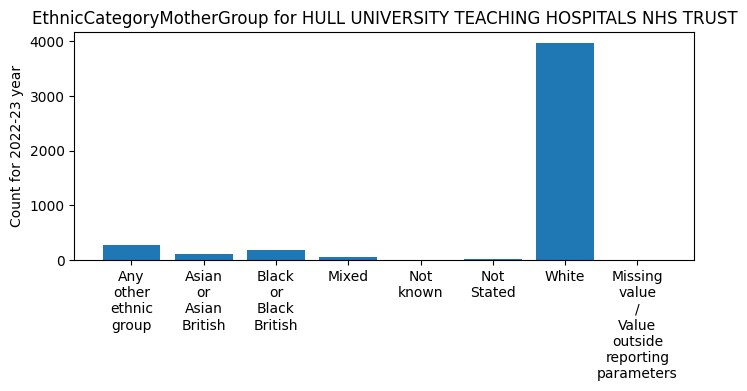 EthnicCategoryMotherGroup for HULL UNIVERSITY TEACHING HOSPITALS NHS TRUST
Count for 2022-23 year
4000
3000
2000
1000
0
Any
other
ethnic
group
Asian
or
Asian
British
Black
or
Black
British
Mixed
Not
known
Not
Stated
White
Missing
value
/
Value
outside
reporting
parameters